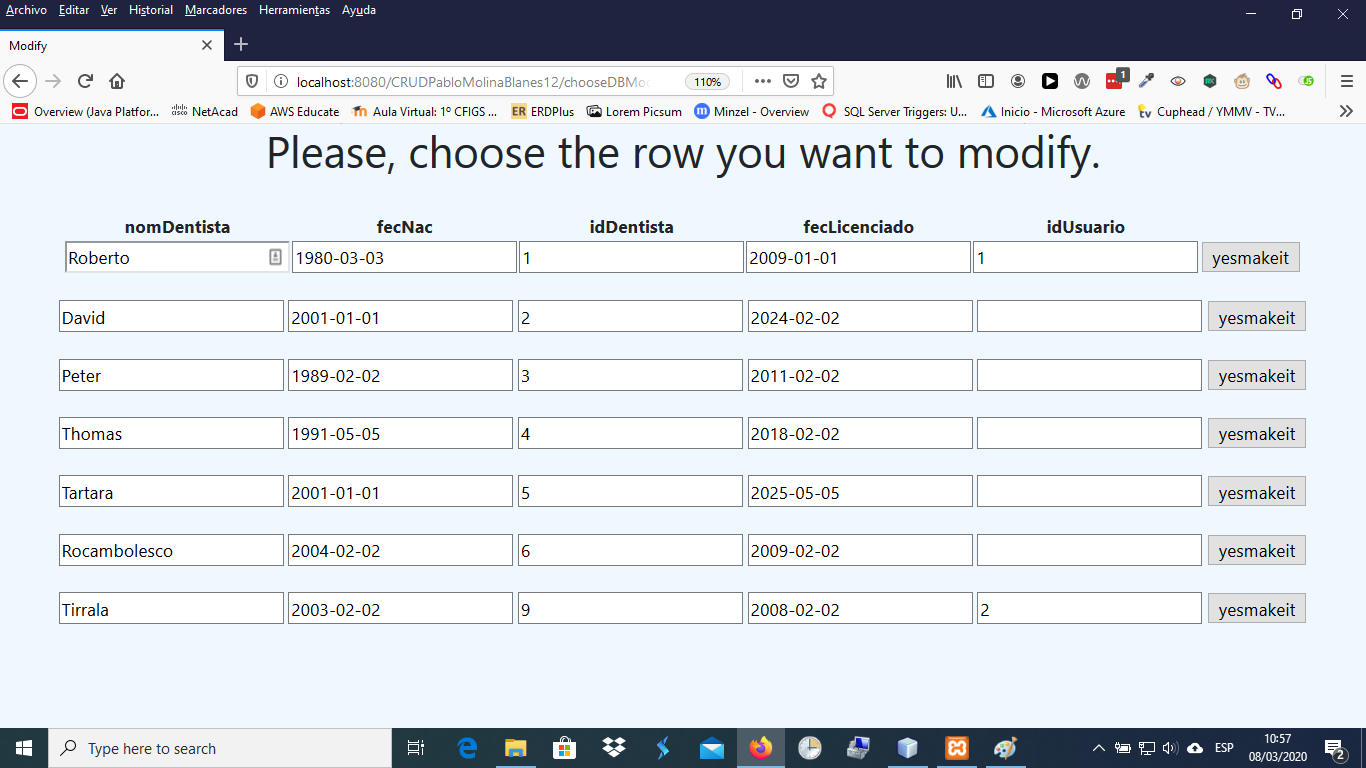 Archivo Editar Ver Historial Marcadores Herramientas Ayuda
Modify
localhost:8080/CRUDPabloMolinaBlanes12/chooseDBMo 110%
1
Overview (Java Platfor... NetAcad AWS Educate Aula Virtual: 1º CFIGS ... ER ERDPlus Lorem Picsum m Minzel - Overview SQL Server Triggers: U... Inicio - Microsoft Azure tv Cuphead / YMMV - TV...
Please, choose the row you want to modify.
nomDentista fecNac idDentista fecLicenciado idUsuario
Roberto 1980-03-03 1 2009-01-01 1 yesmakeit
David 2001-01-01 2 2024-02-02 yesmakeit
Peter 1989-02-02 3 2011-02-02 yesmakeit
Thomas 1991-05-05 4 2018-02-02 yesmakeit
Tartara 2001-01-01 5 2025-05-05 yesmakeit
Rocambolesco 2004-02-02 6 2009-02-02 yesmakeit
Tirrala 2003-02-02 9 2008-02-02 2 yesmakeit
Type here to search ESP 10:57
08/03/2020 2